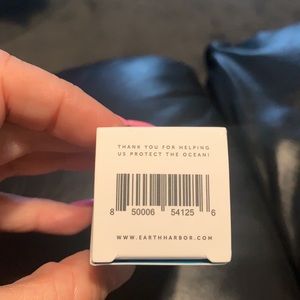 THANK YOU FOR HELPING
US PROTECT THE OCEAN!
8 50006 54125 6
WWW.EARTHHARBOR.COM